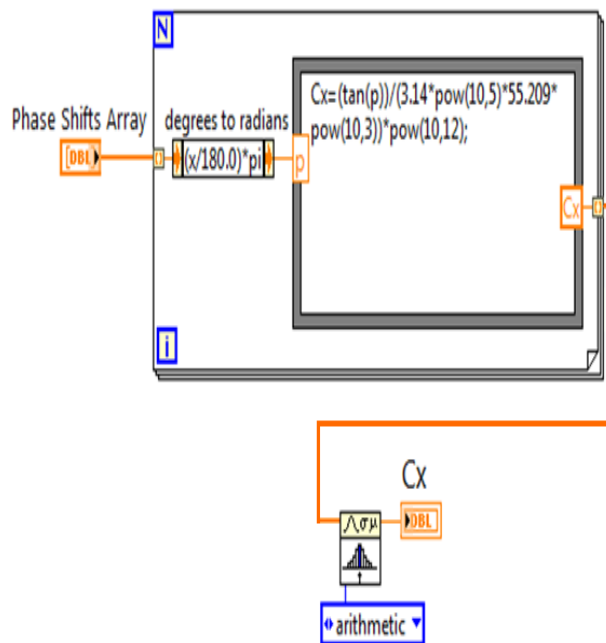 N
Cx=(tan(p))/(3.14*pow(10,5)*55.209*
pow(10,3))*pow(10,12);
Phase Shifts Array
degrees to radians
[DBL]
(x/180.0)*pi
p
Cx
i
Cx
σμ
DBL
arithmetic